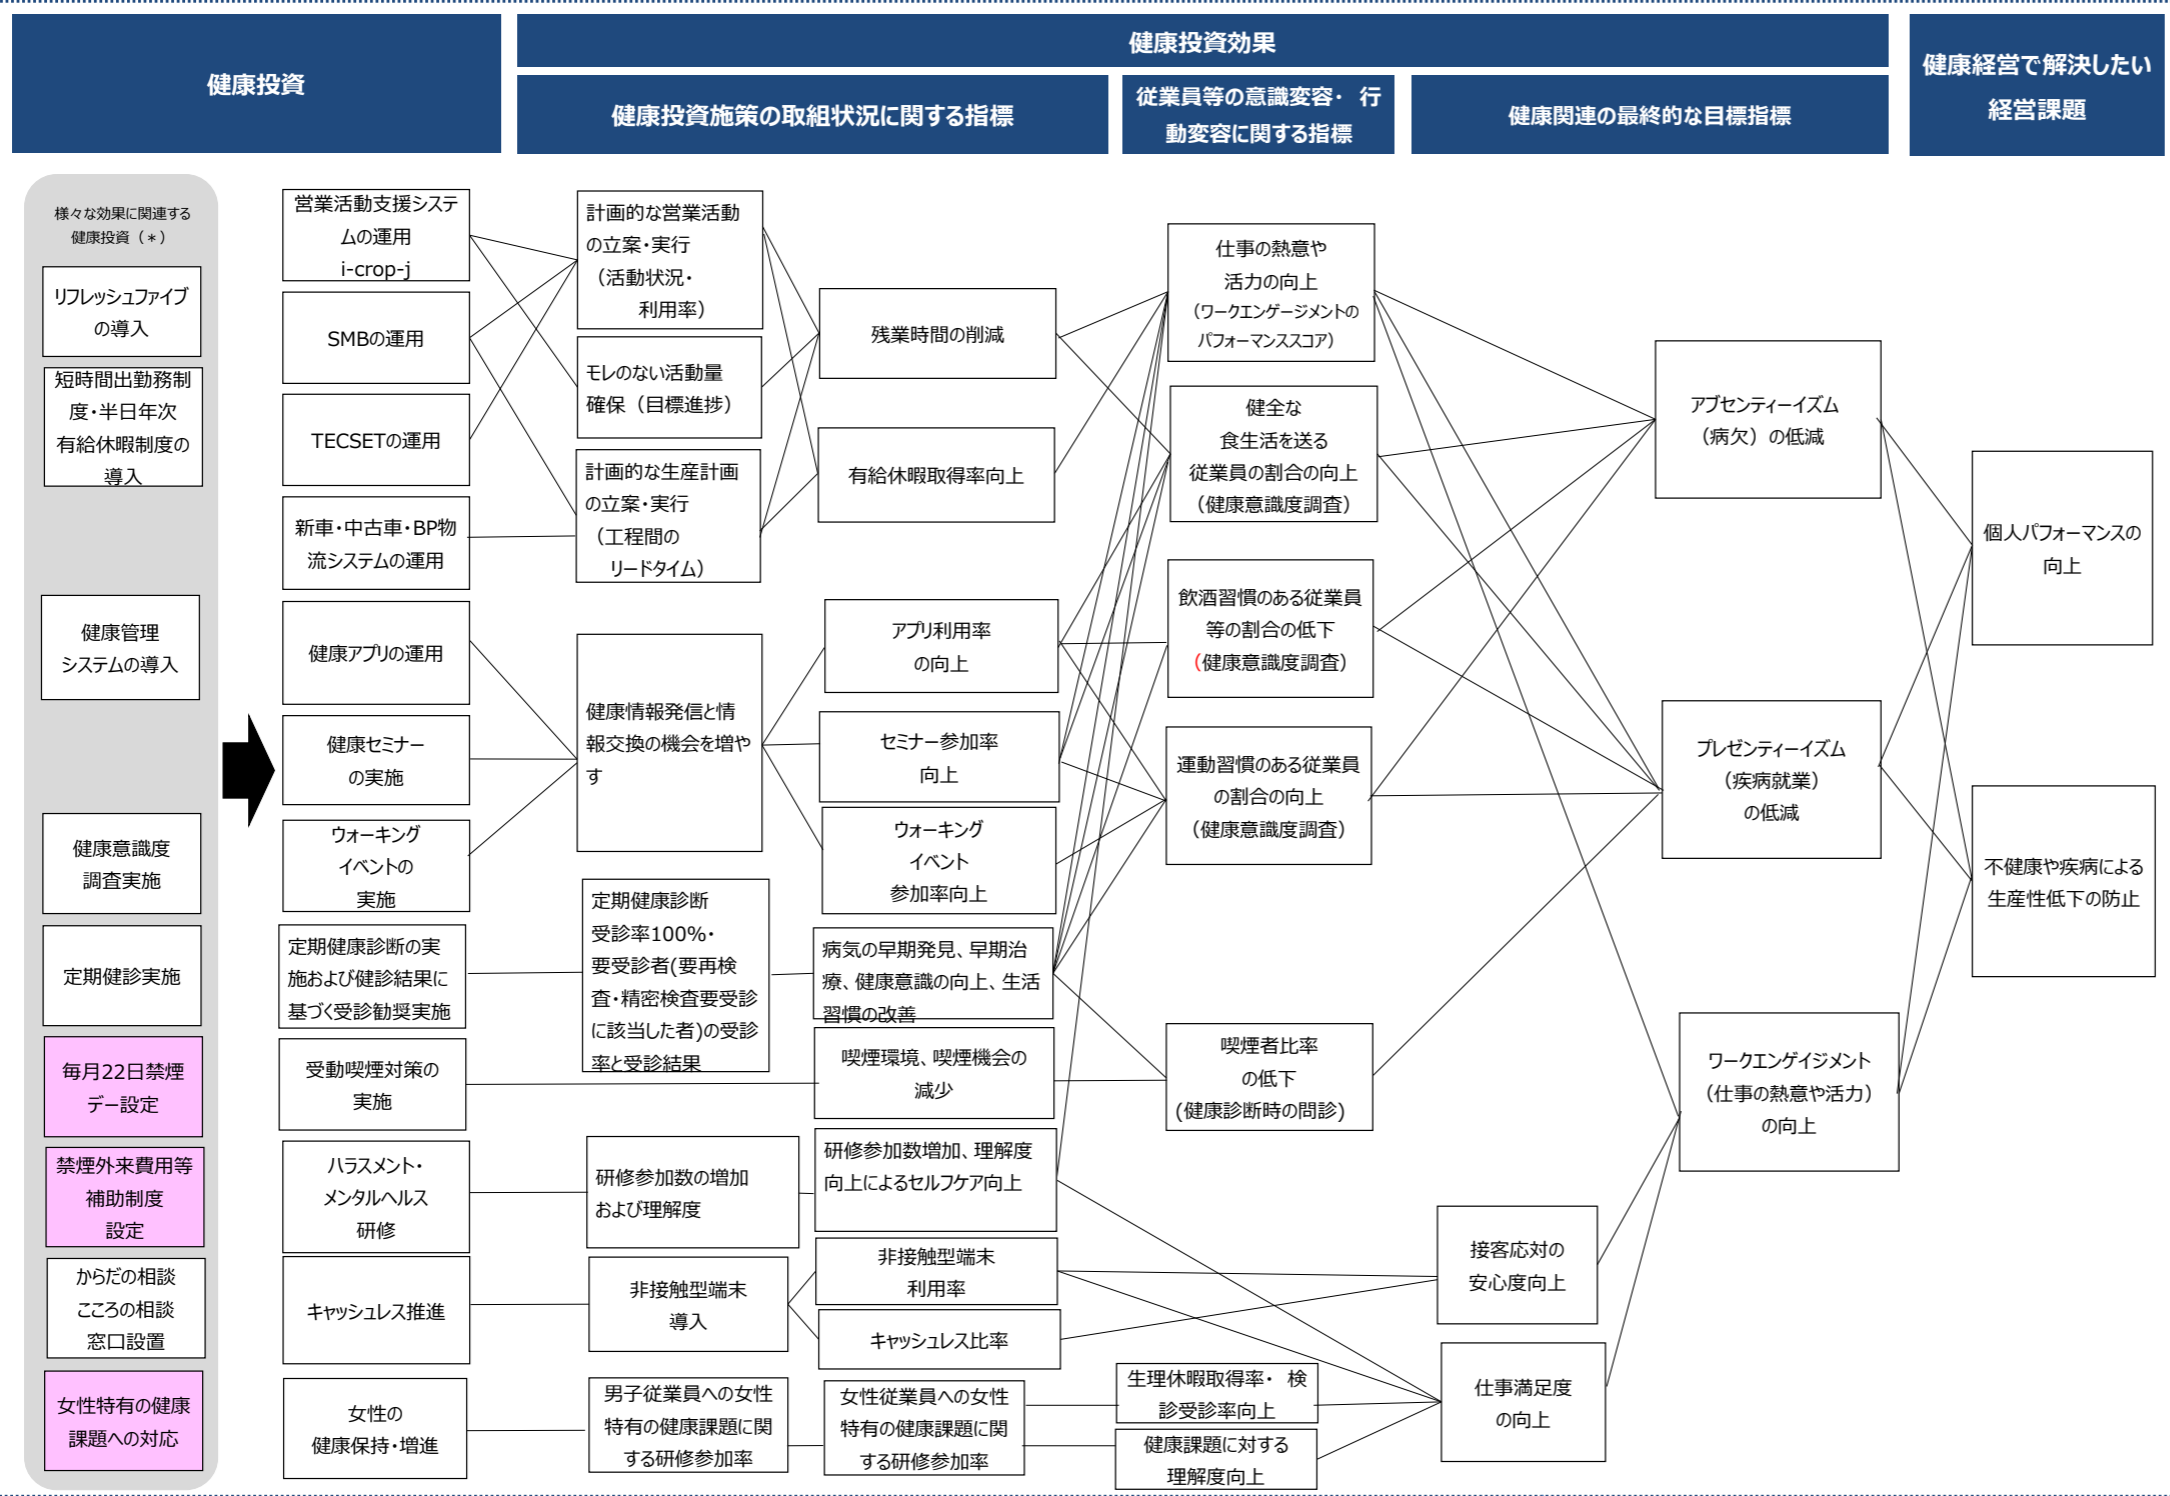 健康投資
健康投資効果
健康経営で解決したい
経営課題
健康投資施策の取組状況に関する指標
従業員等の意識変容・ 行
動変容に関する指標
健康関連の最終的な目標指標
様々な効果に関連する
健康投資（＊）
リフレッシュファイブ
の導入
短時間出勤務制
度・半日年次
有給休暇制度の
導入
健康管理
システムの導入
健康意識度
調査実施
定期健診実施
毎月22日禁煙
デー設定
禁煙外来費用等
補助制度
設定
からだの相談
こころの相談
窓口設置
女性特有の健康
課題への対応
営業活動支援システ
ムの運用
i-crop-j
SMBの運用
TECSETの運用
新車・中古車・BP物
流システムの運用
健康アプリの運用
健康セミナー
の実施
ウォーキング
イベントの
実施
定期健康診断の実
施および健診結果に
基づく受診勧奨実施
受動喫煙対策の
実施
ハラスメント・
メンタルヘルス
研修
キャッシュレス推進
女性の
健康保持・増進
計画的な営業活動
の立案・実行
（活動状況・
利用率）
モレのない活動量
確保（目標進捗）
計画的な生産計画
の立案・実行
（工程間の
リードタイム）
健康情報発信と情
報交換の機会を増や
す
定期健康診断
受診率100%・
要受診者(要再検
査・精密検査要受診
に該当した者)の受診
率と受診結果
研修参加数の増加
および理解度
非接触型端末
導入
男子従業員への女性
特有の健康課題に関
する研修参加率
残業時間の削減
有給休暇取得率向上
アプリ利用率
の向上
セミナー参加率
向上
ウォーキング
イベント
参加率向上
病気の早期発見、早期治
療、健康意識の向上、生活
習慣の改善
喫煙環境、喫煙機会の
減少
研修参加数増加、理解度
向上によるセルフケア向上
非接触型端末
利用率
キャッシュレス比率
女性従業員への女性
特有の健康課題に関
する研修参加率
仕事の熱意や
活力の向上
（ワークエンゲージメントの
パフォーマンススコア）
健全な
食生活を送る
従業員の割合の向上
（健康意識度調査）
飲酒習慣のある従業員
等の割合の低下
（健康意識度調査）
運動習慣のある従業員
の割合の向上
（健康意識度調査）
喫煙者比率
の低下
(健康診断時の問診)
生理休暇取得率・ 検
診受診率向上
健康課題に対する
理解度向上
アブセンティーイズム
（病欠）の低減
プレゼンティーイズム
（疾病就業）
の低減
ワークエンゲイジメント
（仕事の熱意や活力）
の向上
接客応対の
安心度向上
仕事満足度
の向上
個人パフォーマンスの
向上
不健康や疾病による
生産性低下の防止